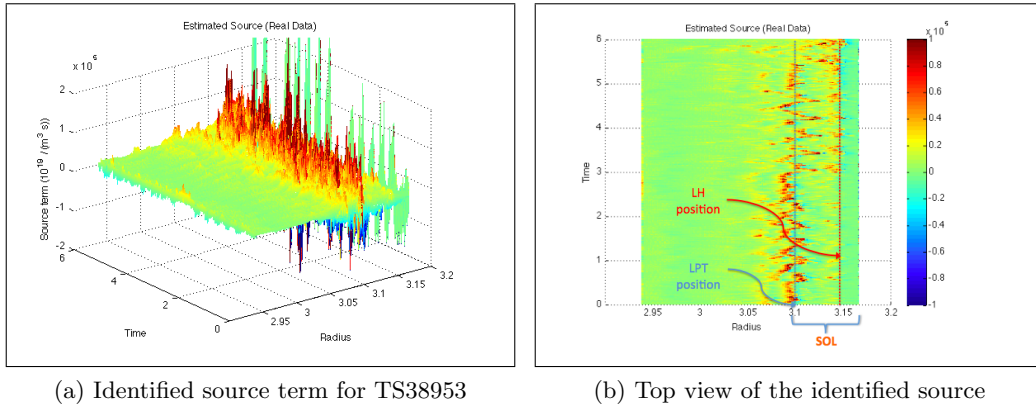 Estimated Source (Real Data)
x 10^6
2
1
0
-1
-2
Source term (10^19 /(m^3 s))
6
4
2
0
Time
2.95
3
3.05
3.1
3.15
3.2
Radius
(a) Identified source term for TS38953
Estimated Source (Real Data)
6
5
4
3
2
1
0
Time
2.95
3
3.05
3.1
3.15
3.2
Radius
LH
position
LPT
position
SOL
1
0.8
0.6
0.4
0.2
0
-0.2
-0.4
-0.6
-0.8
-1
(b) Top view of the identified source